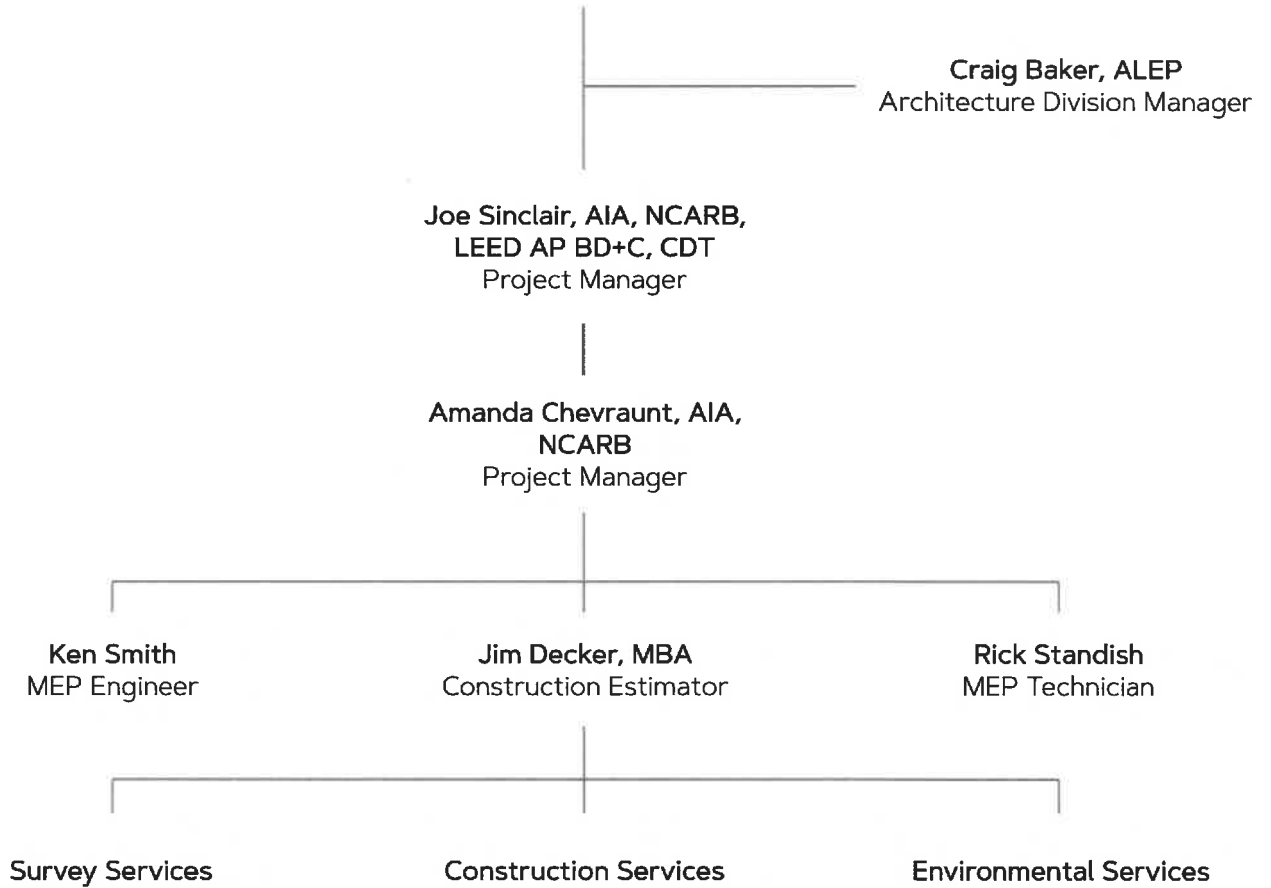 Craig Baker, ALEP
Architecture Division Manager
Joe Sinclair, AIA, NCARB,
LEED AP BD+C, CDT
Project Manager
Amanda Chevraunt, AIA,
NCARB
Project Manager
Ken Smith
MEP Engineer
Jim Decker, MBA
Construction Estimator
Rick Standish
MEP Technician
Survey Services
Construction Services
Environmental Services